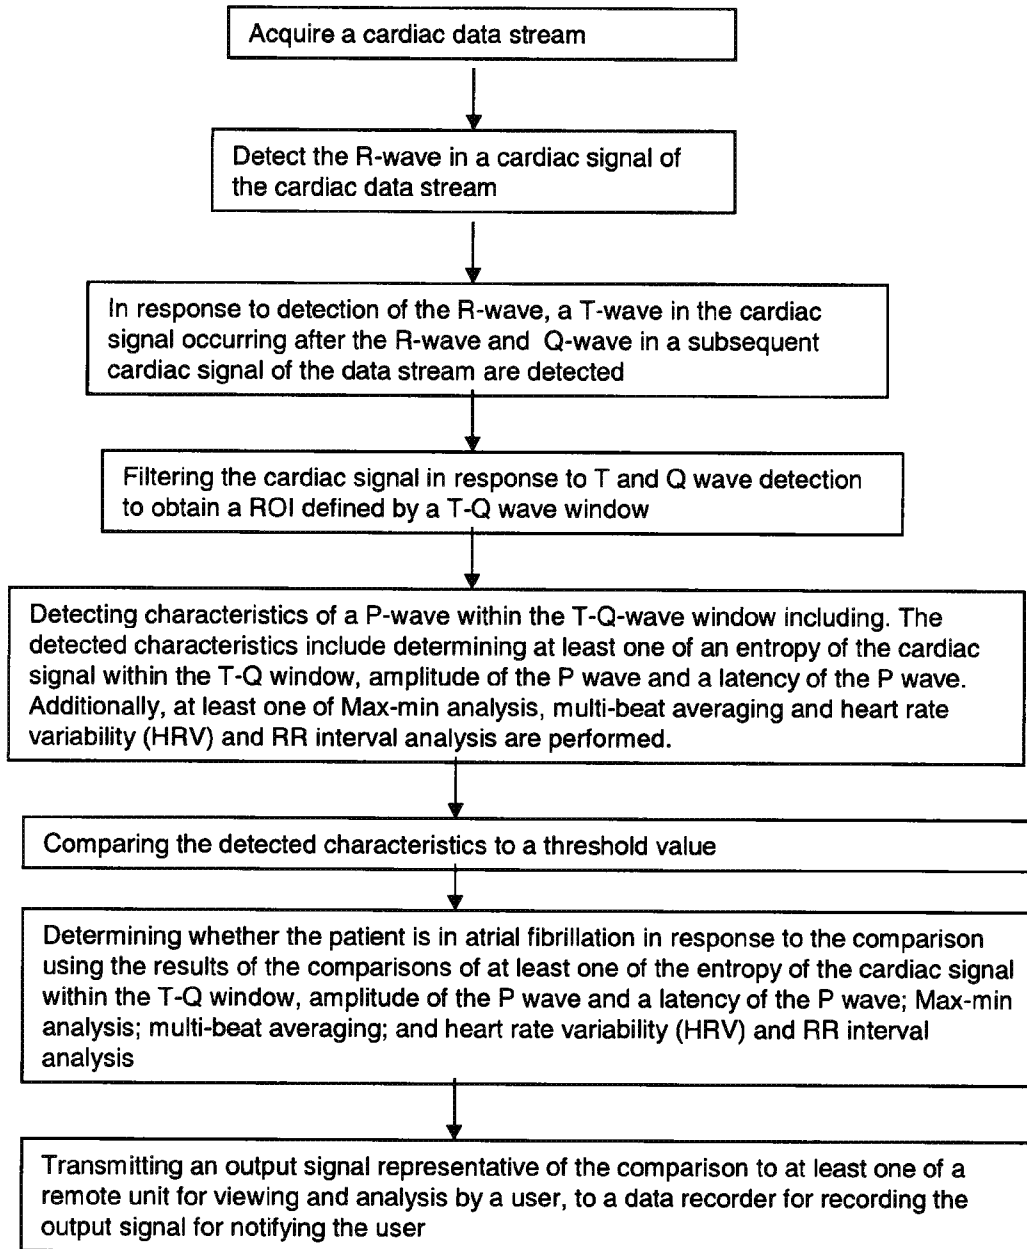 Acquire a cardiac data stream
Detect the R-wave in a cardiac signal of
the cardiac data stream
In response to detection of the R-wave, a T-wave in the cardiac
signal occurring after the R-wave and Q-wave in a subsequent
cardiac signal of the data stream are detected
Filtering the cardiac signal in response to T and Q wave detection
to obtain a ROI defined by a T-Q wave window
Detecting characteristics of a P-wave within the T-Q-wave window including. The
detected characteristics include determining at least one of an entropy of the cardiac
signal within the T-Q window, amplitude of the P wave and a latency of the P wave.
Additionally, at least one of Max-min analysis, multi-beat averaging and heart rate
variability (HRV) and RR interval analysis are performed.
Comparing the detected characteristics to a threshold value
Determining whether the patient is in atrial fibrillation in response to the comparison
using the results of the comparisons of at least one of the entropy of the cardiac signal
within the T-Q window, amplitude of the P wave and a latency of the P wave; Max-min
analysis; multi-beat averaging; and heart rate variability (HRV) and RR interval
analysis
Transmitting an output signal representative of the comparison to at least one of a
remote unit for viewing and analysis by a user, to a data recorder for recording the
output signal for notifying the user